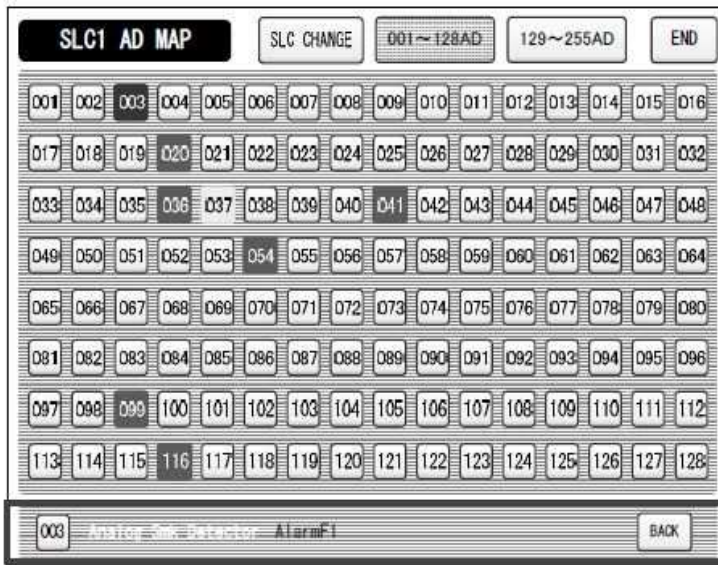 SLC1 AD MAP SLC CHANGE 001～128AD 129～255AD END
001 002 003 004 005 006 007 008 009 010 011 012 013 014 015 016
017 018 019 020 021 022 023 024 025 026 027 028 029 030 031 032
033 034 035 036 037 038 039 040 041 042 043 044 045 046 047 048
049 050 051 052 053 054 055 056 057 058 059 060 061 062 063 064
065 066 067 068 069 070 071 072 073 074 075 076 077 078 079 080
081 082 083 084 085 086 087 088 089 090 091 092 093 094 095 096
097 098 099 100 101 102 103 104 105 106 107 108 109 110 111 112
113 114 115 116 117 118 119 120 121 122 123 124 125 126 127 128
003 Analog Smk Detector AlarmF1 BACK